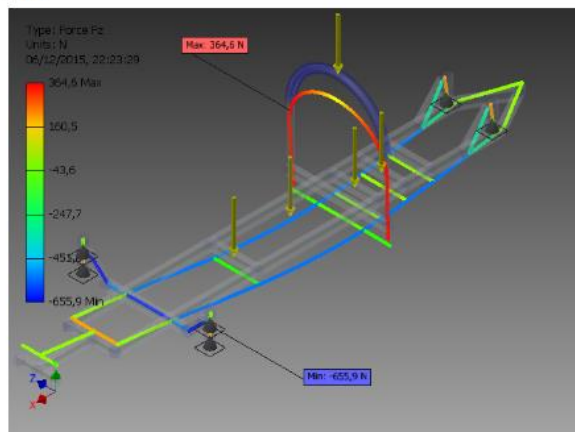 Type: Force Fz
Units: N
06/12/2015, 22:23:29
364,6 Max
160,5
-43,6
-247,7
-451,8
-655,9 Min
Max: 364,6 N
Min: -655,9 N
Z
X